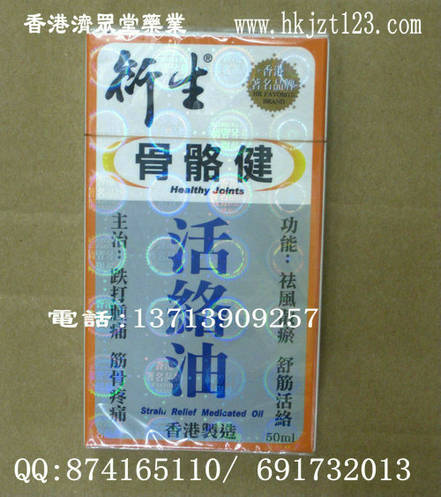 香港濟眾堂藥業 www.hkjzt123.com
衍生®
香港
著名品牌
HK FAVORITE
BRAND
骨骼健
Healthy Joints
功能：祛風活瘀 舒筋活絡
活絡油
主治：跌打腫痛 筋骨疼痛
電話:13713909257
Strain Relief Medicated Oil
香港製造
50ml
QQ:874165110/ 691732013